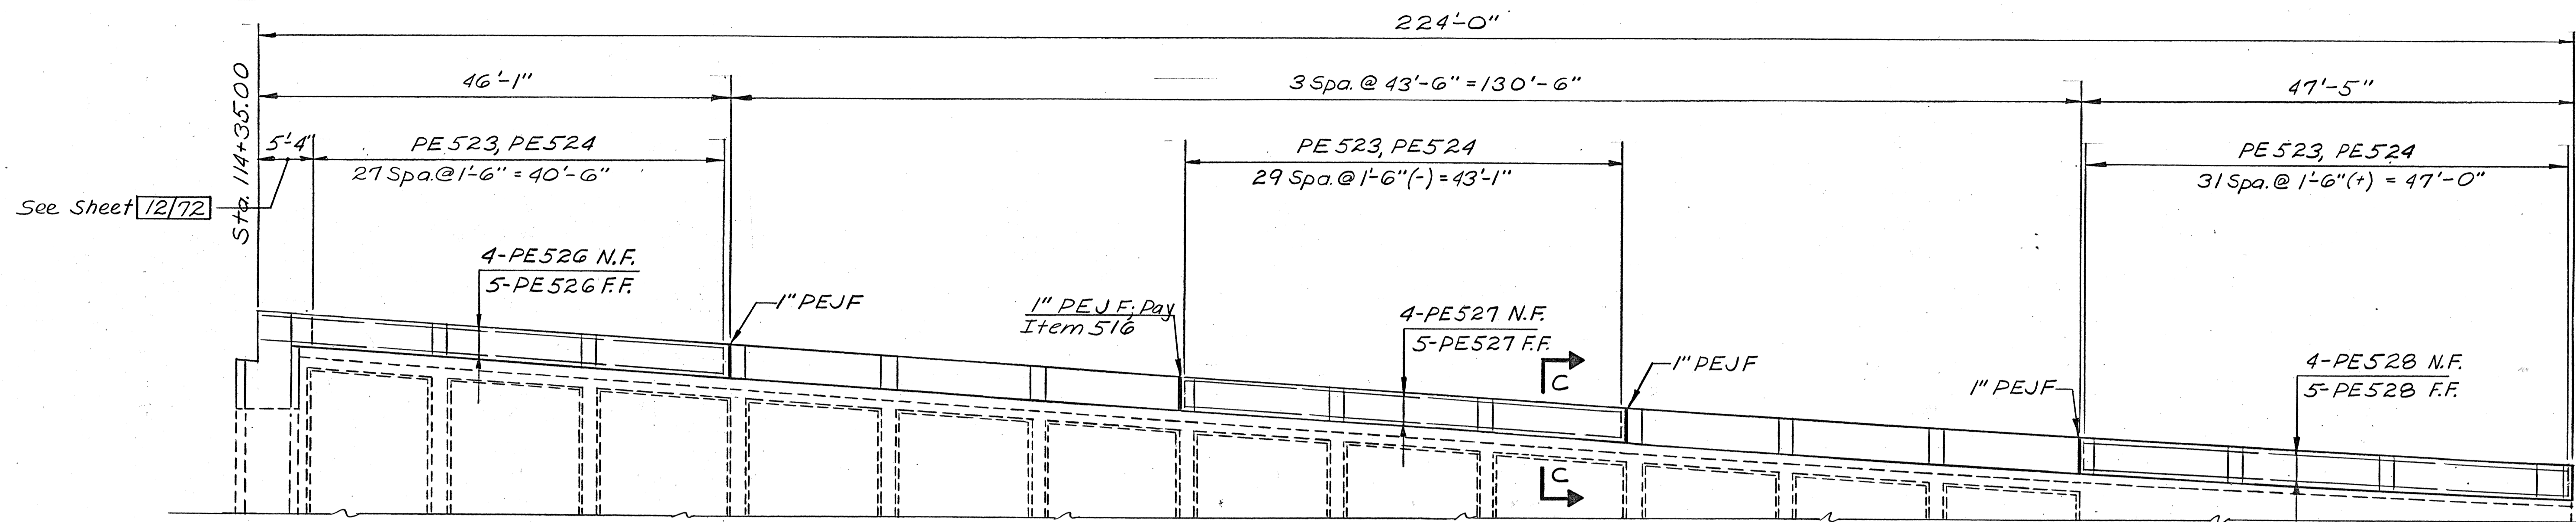 224'-0"
46'-1"
3 Spa. @ 43'-6" = 130'-6"
47'-5"
Sta. 114+35.00
5'-4"
PE523, PE524
27 Spa. @ 1'-6" = 40'-6"
PE523, PE524
29 Spa. @ 1'-6" (-) = 43'-1"
PE523, PE524
31 Spa. @ 1'-6" (+) = 47'-0"
See Sheet 12/72
4-PE526 N.F.
5-PE526 F.F.
1" PEJF
1" PEJF; Pay
Item 516
4-PE527 N.F.
5-PE527 F.F.
C
1" PEJF
1" PEJF
4-PE528 N.F.
5-PE528 F.F.
C